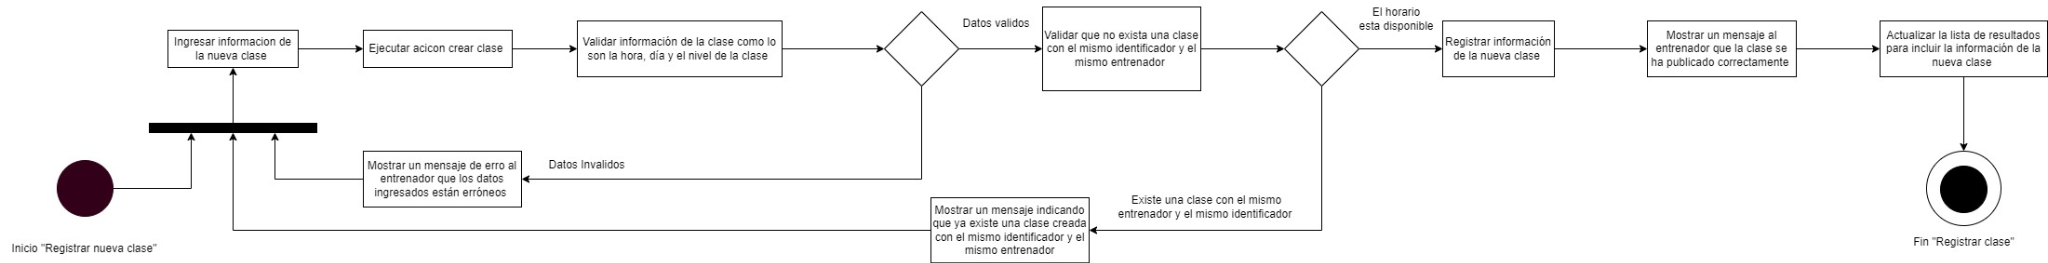 Ingresar informacion de
la nueva clase
Ejecutar acicon crear clase
Validar información de la clase como lo
son la hora, día y el nivel de la clase
Datos validos
Validar que no exista una clase
con el mismo identificador y el
mismo entrenador
El horario
esta disponible
Registrar información
de la nueva clase
Mostrar un mensaje al
entrenador que la clase se
ha publicado correctamente
Actualizar la lista de resultados
para incluir la información de la
nueva clase
Mostrar un mensaje de erro al
entrenador que los datos
ingresados están erróneos
Datos Invalidos
Mostrar un mensaje indicando
que ya existe una clase creada
con el mismo identificador y el
mismo entrenador
Existe una clase con el mismo
entrenador y el mismo identificador
Inicio "Registrar nueva clase"
Fin "Registrar clase"